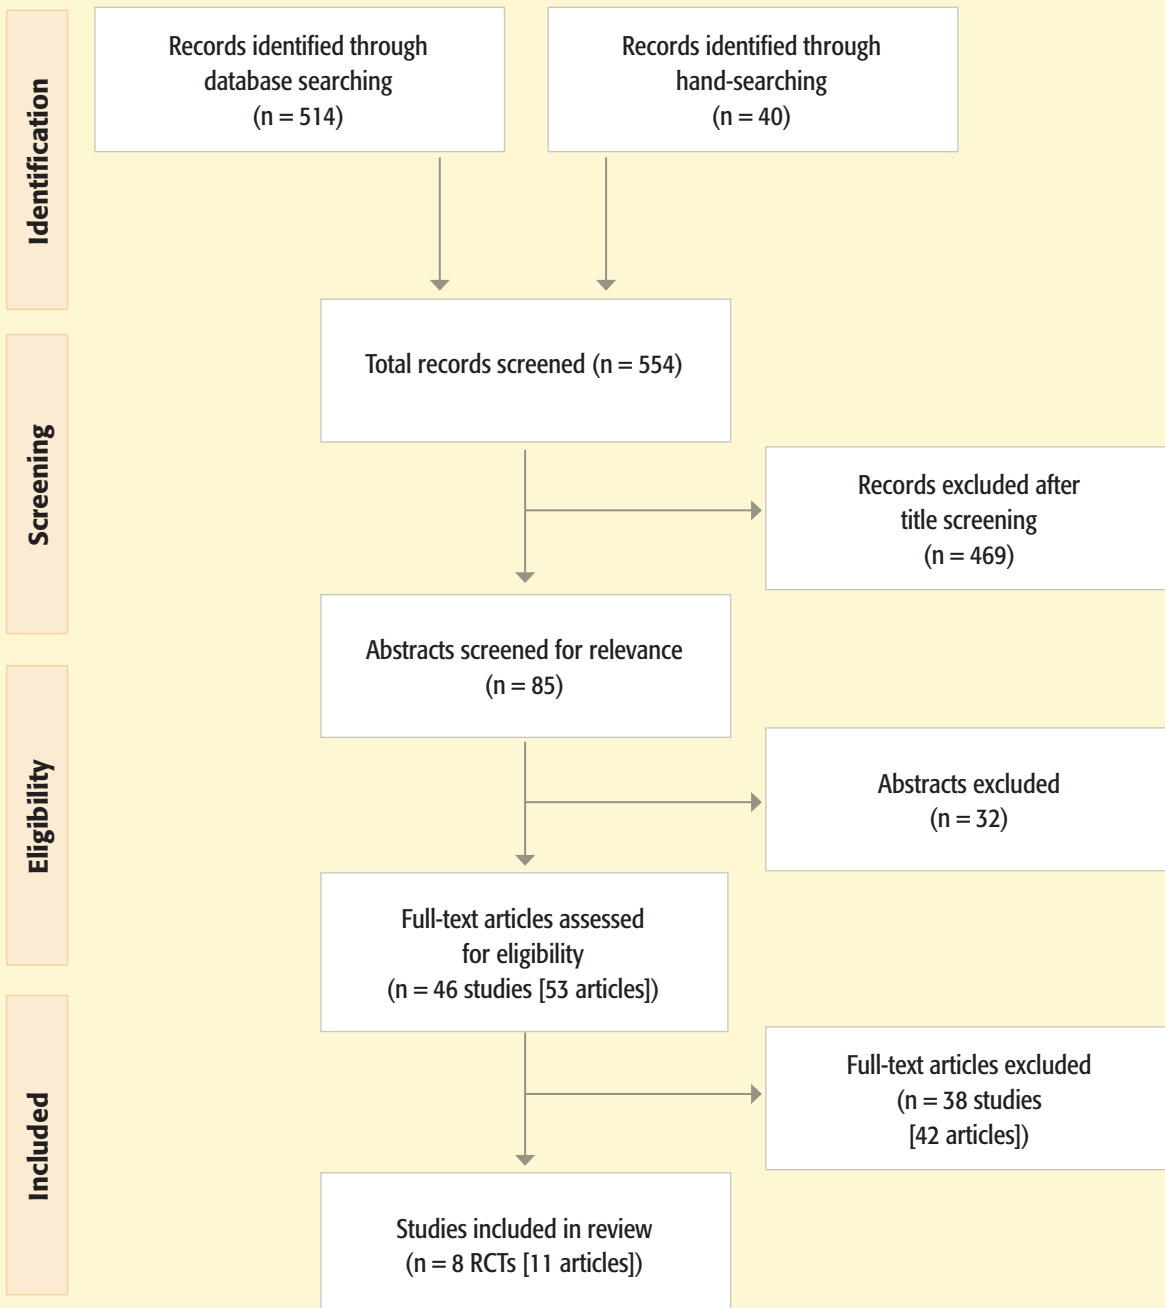 Identification
Records identified through
database searching
(n = 514)
Records identified through
hand-searching
(n = 40)
Screening
Total records screened (n = 554)
Records excluded after
title screening
(n = 469)
Abstracts screened for relevance
(n = 85)
Eligibility
Abstracts excluded
(n = 32)
Full-text articles assessed
for eligibility
(n = 46 studies [53 articles])
Included
Full-text articles excluded
(n = 38 studies
[42 articles])
Studies included in review
(n = 8 RCTs [11 articles])